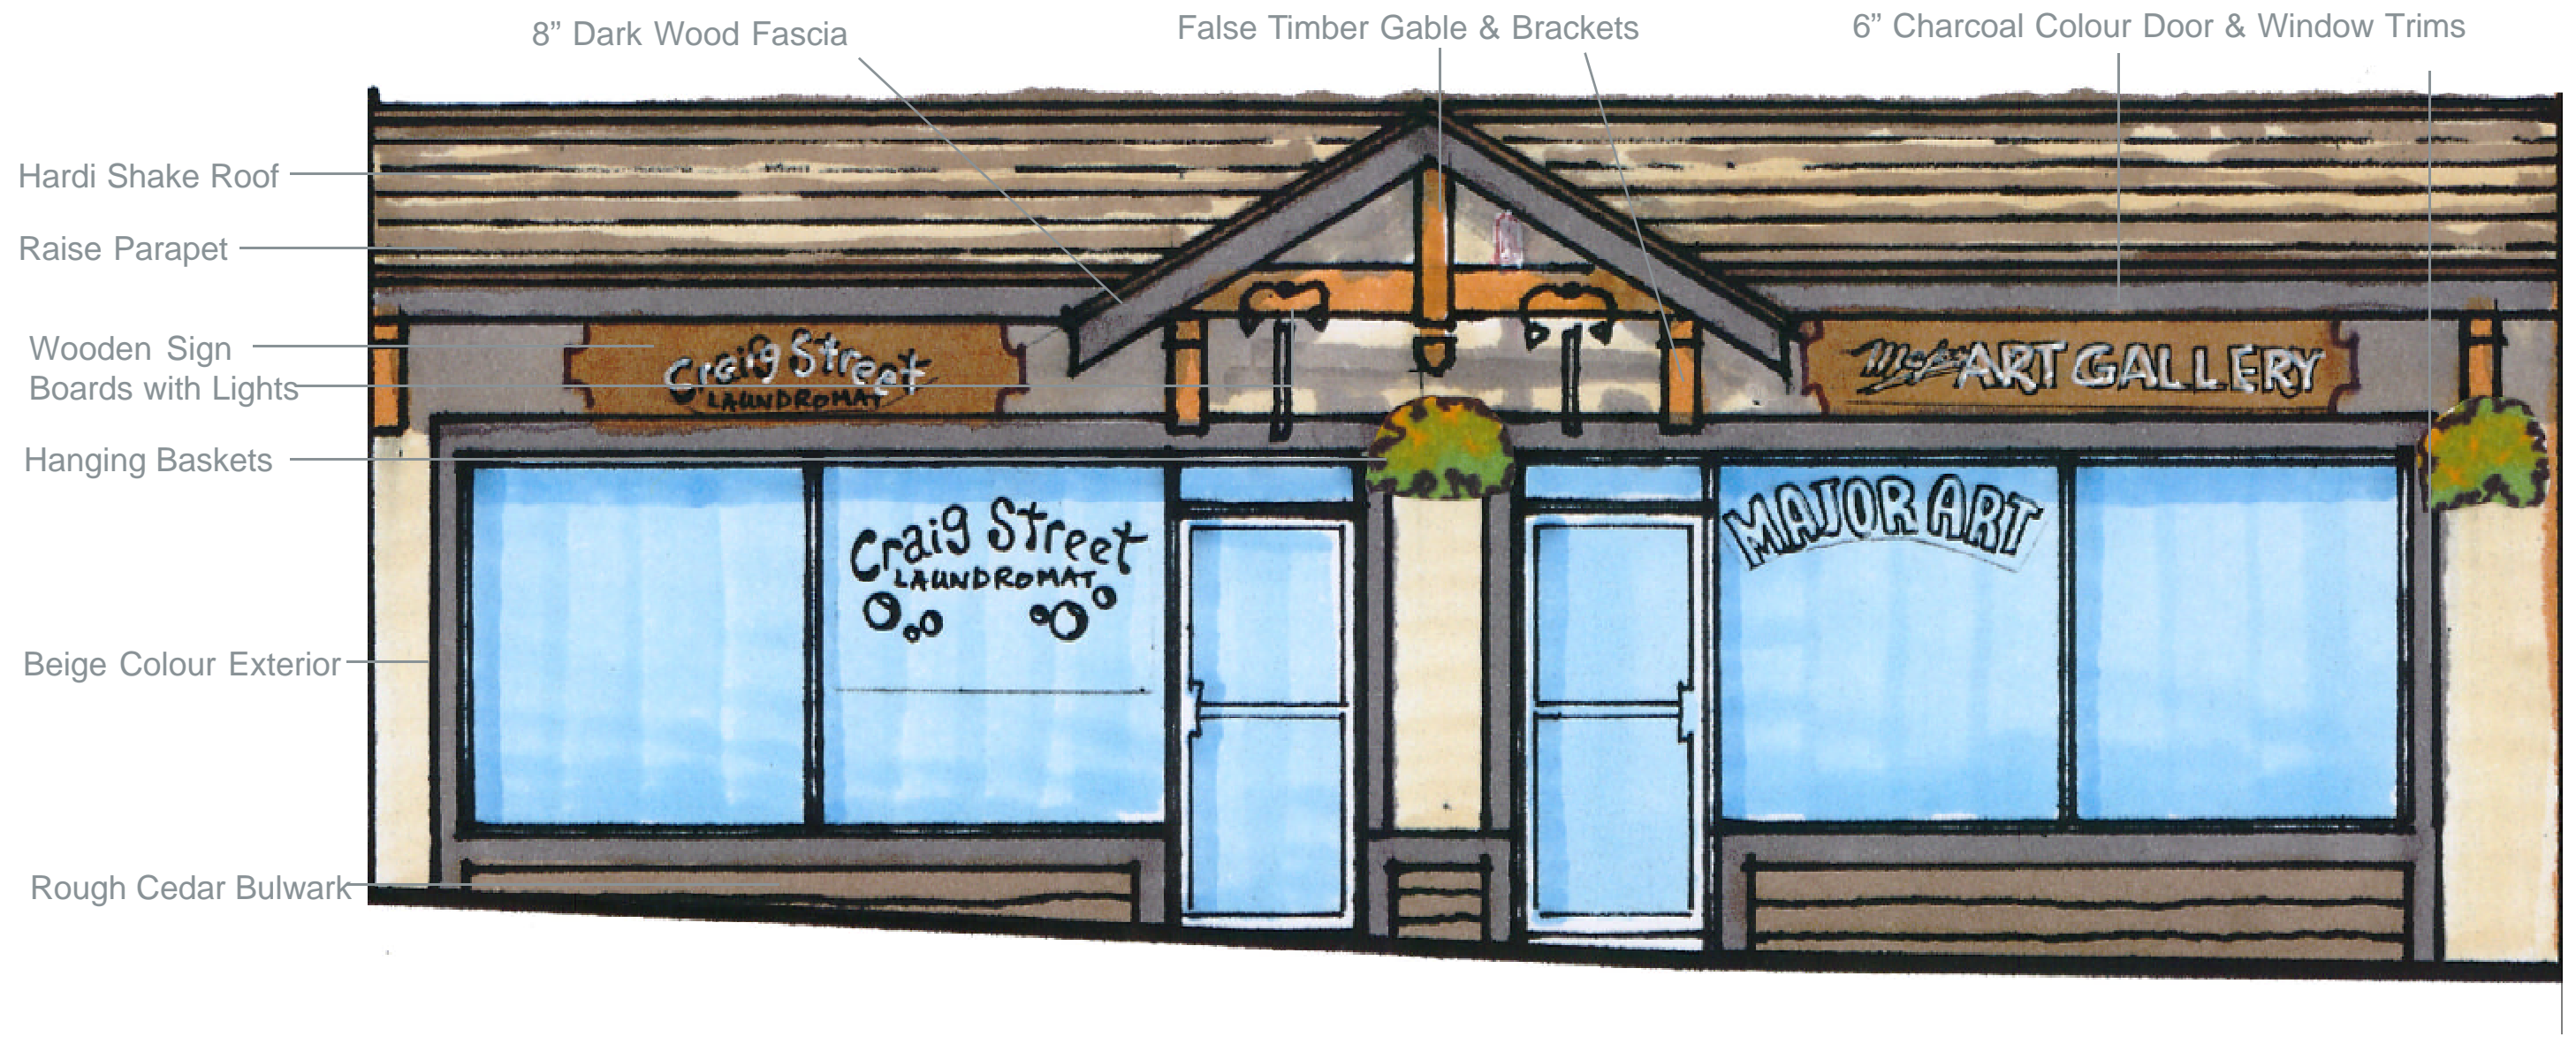 8” Dark Wood Fascia
False Timber Gable & Brackets
6” Charcoal Colour Door & Window Trims
Hardi Shake Roof
Raise Parapet
Wooden Sign
Boards with Lights
Hanging Baskets
Beige Colour Exterior
Rough Cedar Bulwark
Craig Street
LAUNDROMAT
ART GALLERY
Craig Street
LAUNDROMAT
MAJOR ART